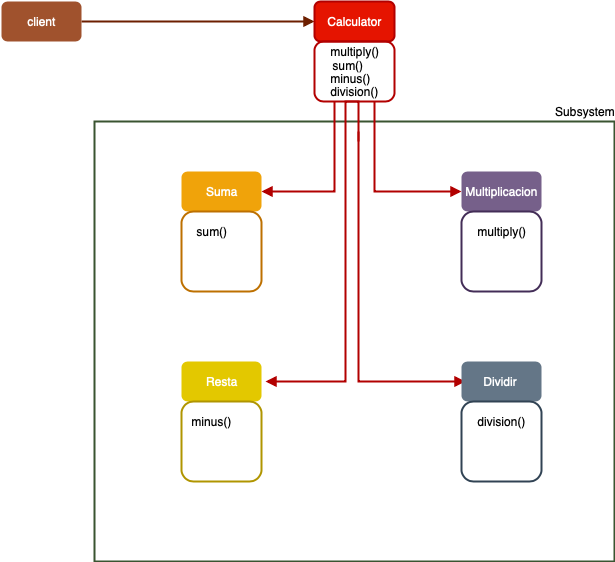 client
Calculator
multiply()
sum()
minus()
division()
Subsystem
Suma
Multiplicacion
sum()
multiply()
Resta
Dividir
minus()
division()